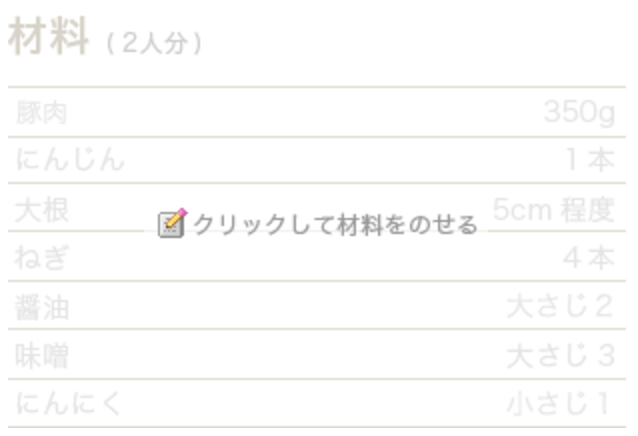 材料 (2人分)
豚肉 350g
にんじん 1本
大根 5cm 程度
クリックして材料をのせる
ねぎ 4本
醤油 大さじ2
味噌 大さじ3
にんにく 小さじ1